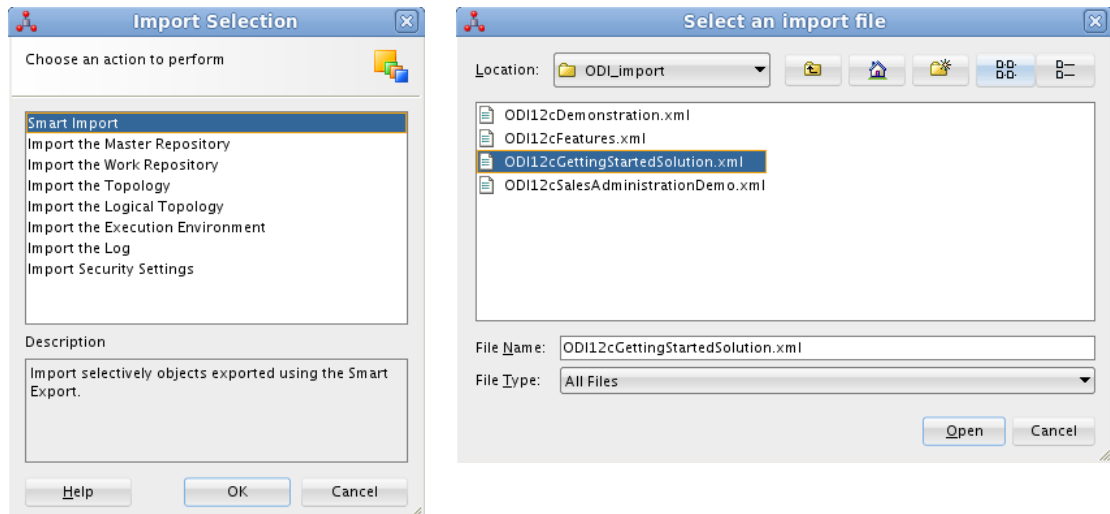 Import Selection
Choose an action to perform
Smart Import
Import the Master Repository
Import the Work Repository
Import the Topology
Import the Logical Topology
Import the Execution Environment
Import the Log
Import Security Settings
Description
Import selectively objects exported using the Smart
Export.
Help
OK
Cancel
Select an import file
Location:
ODI_import
ODI12cDemonstration.xml
ODI12cFeatures.xml
ODI12cGettingStartedSolution.xml
ODI12cSalesAdministrationDemo.xml
File Name:
ODI12cGettingStartedSolution.xml
File Type:
All Files
Open
Cancel